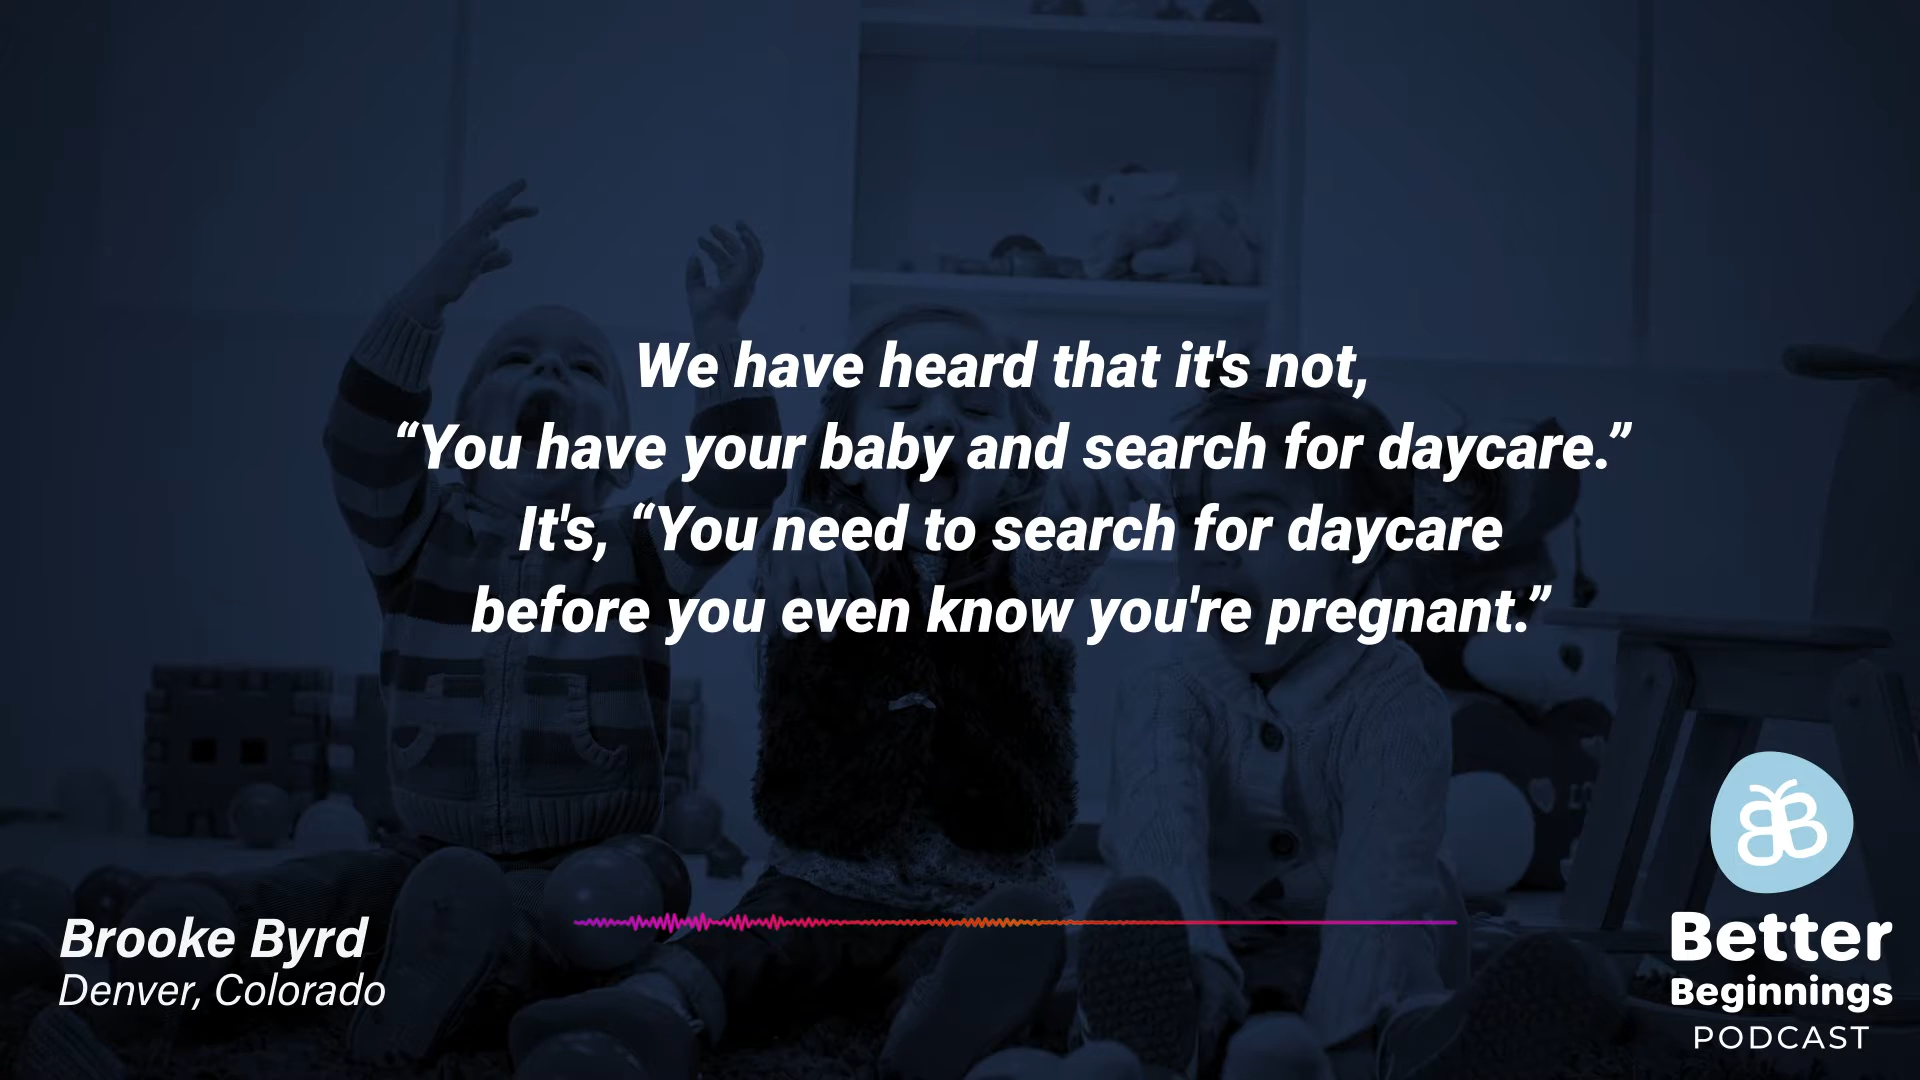 We have heard that it's not,
“You have your baby and search for daycare.”
It's, “You need to search for daycare
before you even know you're pregnant.”
Brooke Byrd
Denver, Colorado
Better
Beginnings
PODCAST